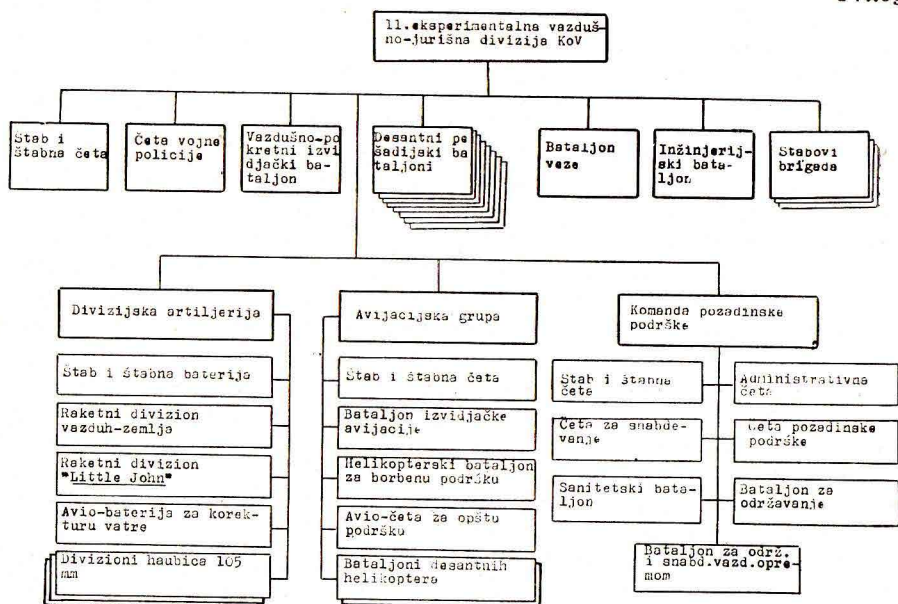 11.eksperimentalna vazduš-
no-jurišna divizija KoV
Štab i
štabna četa
Četa vojne
policije
Vazdušno-po
kretni izvi
djački ba-
taljon
Desantni pe
šadijski ba
taljoni
Bataljon
veze
Inžinjerij-
ski bata-
ljon
Stabovi
brigada
Divizijska artiljerija
Štab i štabna baterija
Raketni divizion
vazduh-zemlja
Raketni divizion
"Little John"
Avio-baterija za korek-
turu vatre
Divizioni haubica 105
mm
Avijacijska grupa
Štab i štabna četa
Bataljon izvidjačke
avijacije
Helikopterski bataljon
za borbenu podršku
Avio-četa za opštu
podršku
Bataljoni desantnih
helikoptera
Komanda pozadinske
podrške
Štab i štabna
četa
Administrativna
četa
Četa za snabde-
vanje
Četa pozadinske
podrške
Sanitetski bata-
ljon
Bataljon za
održavanje
Bataljon za odrz.
i snabd.vazd.opre-
mom